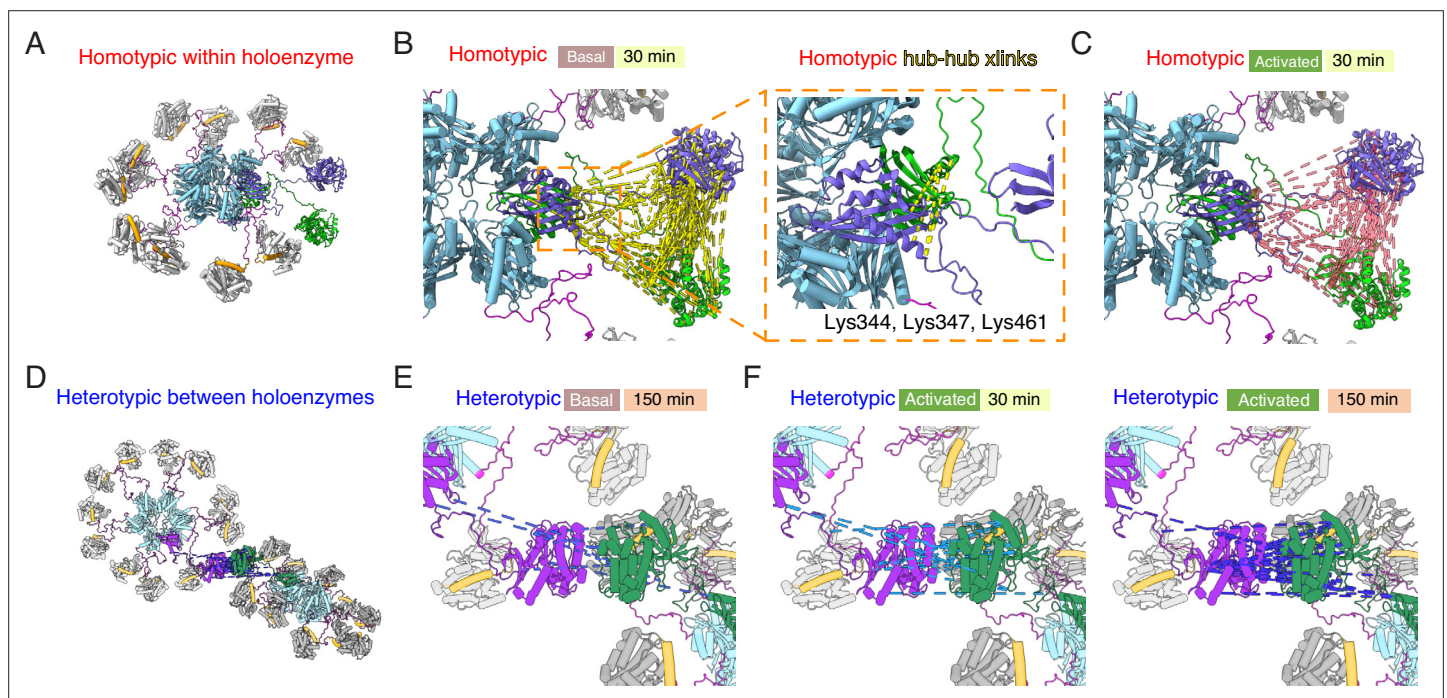 A
Homotypic within holoenzyme
B
Homotypic Basal 30 min
Homotypic hub-hub xlinks
Lys344, Lys347, Lys461
C
Homotypic Activated 30 min
D
Heterotypic between holoenzymes
E
Heterotypic Basal 150 min
F
Heterotypic Activated 30 min
Heterotypic Activated 150 min